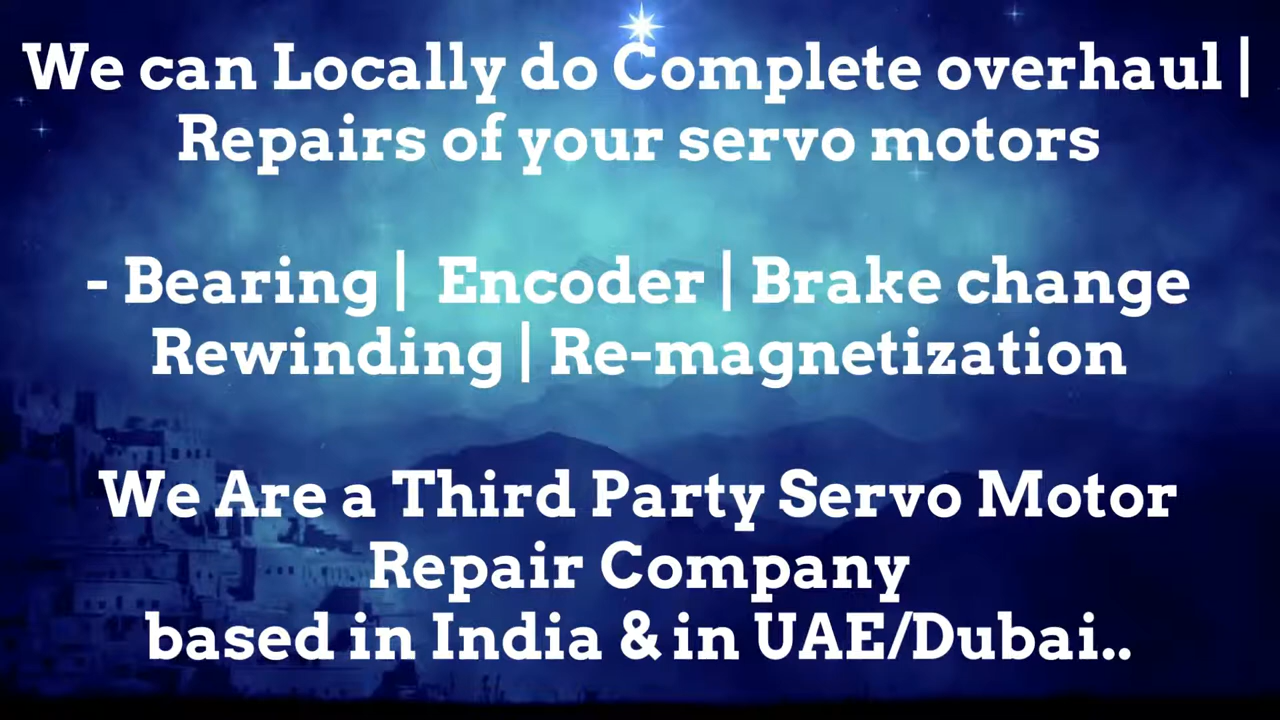 We can Locally do Complete overhaul |
Repairs of your servo motors
- Bearing | Encoder | Brake change
Rewinding | Re-magnetization
We Are a Third Party Servo Motor
Repair Company
based in India & in UAE/Dubai..